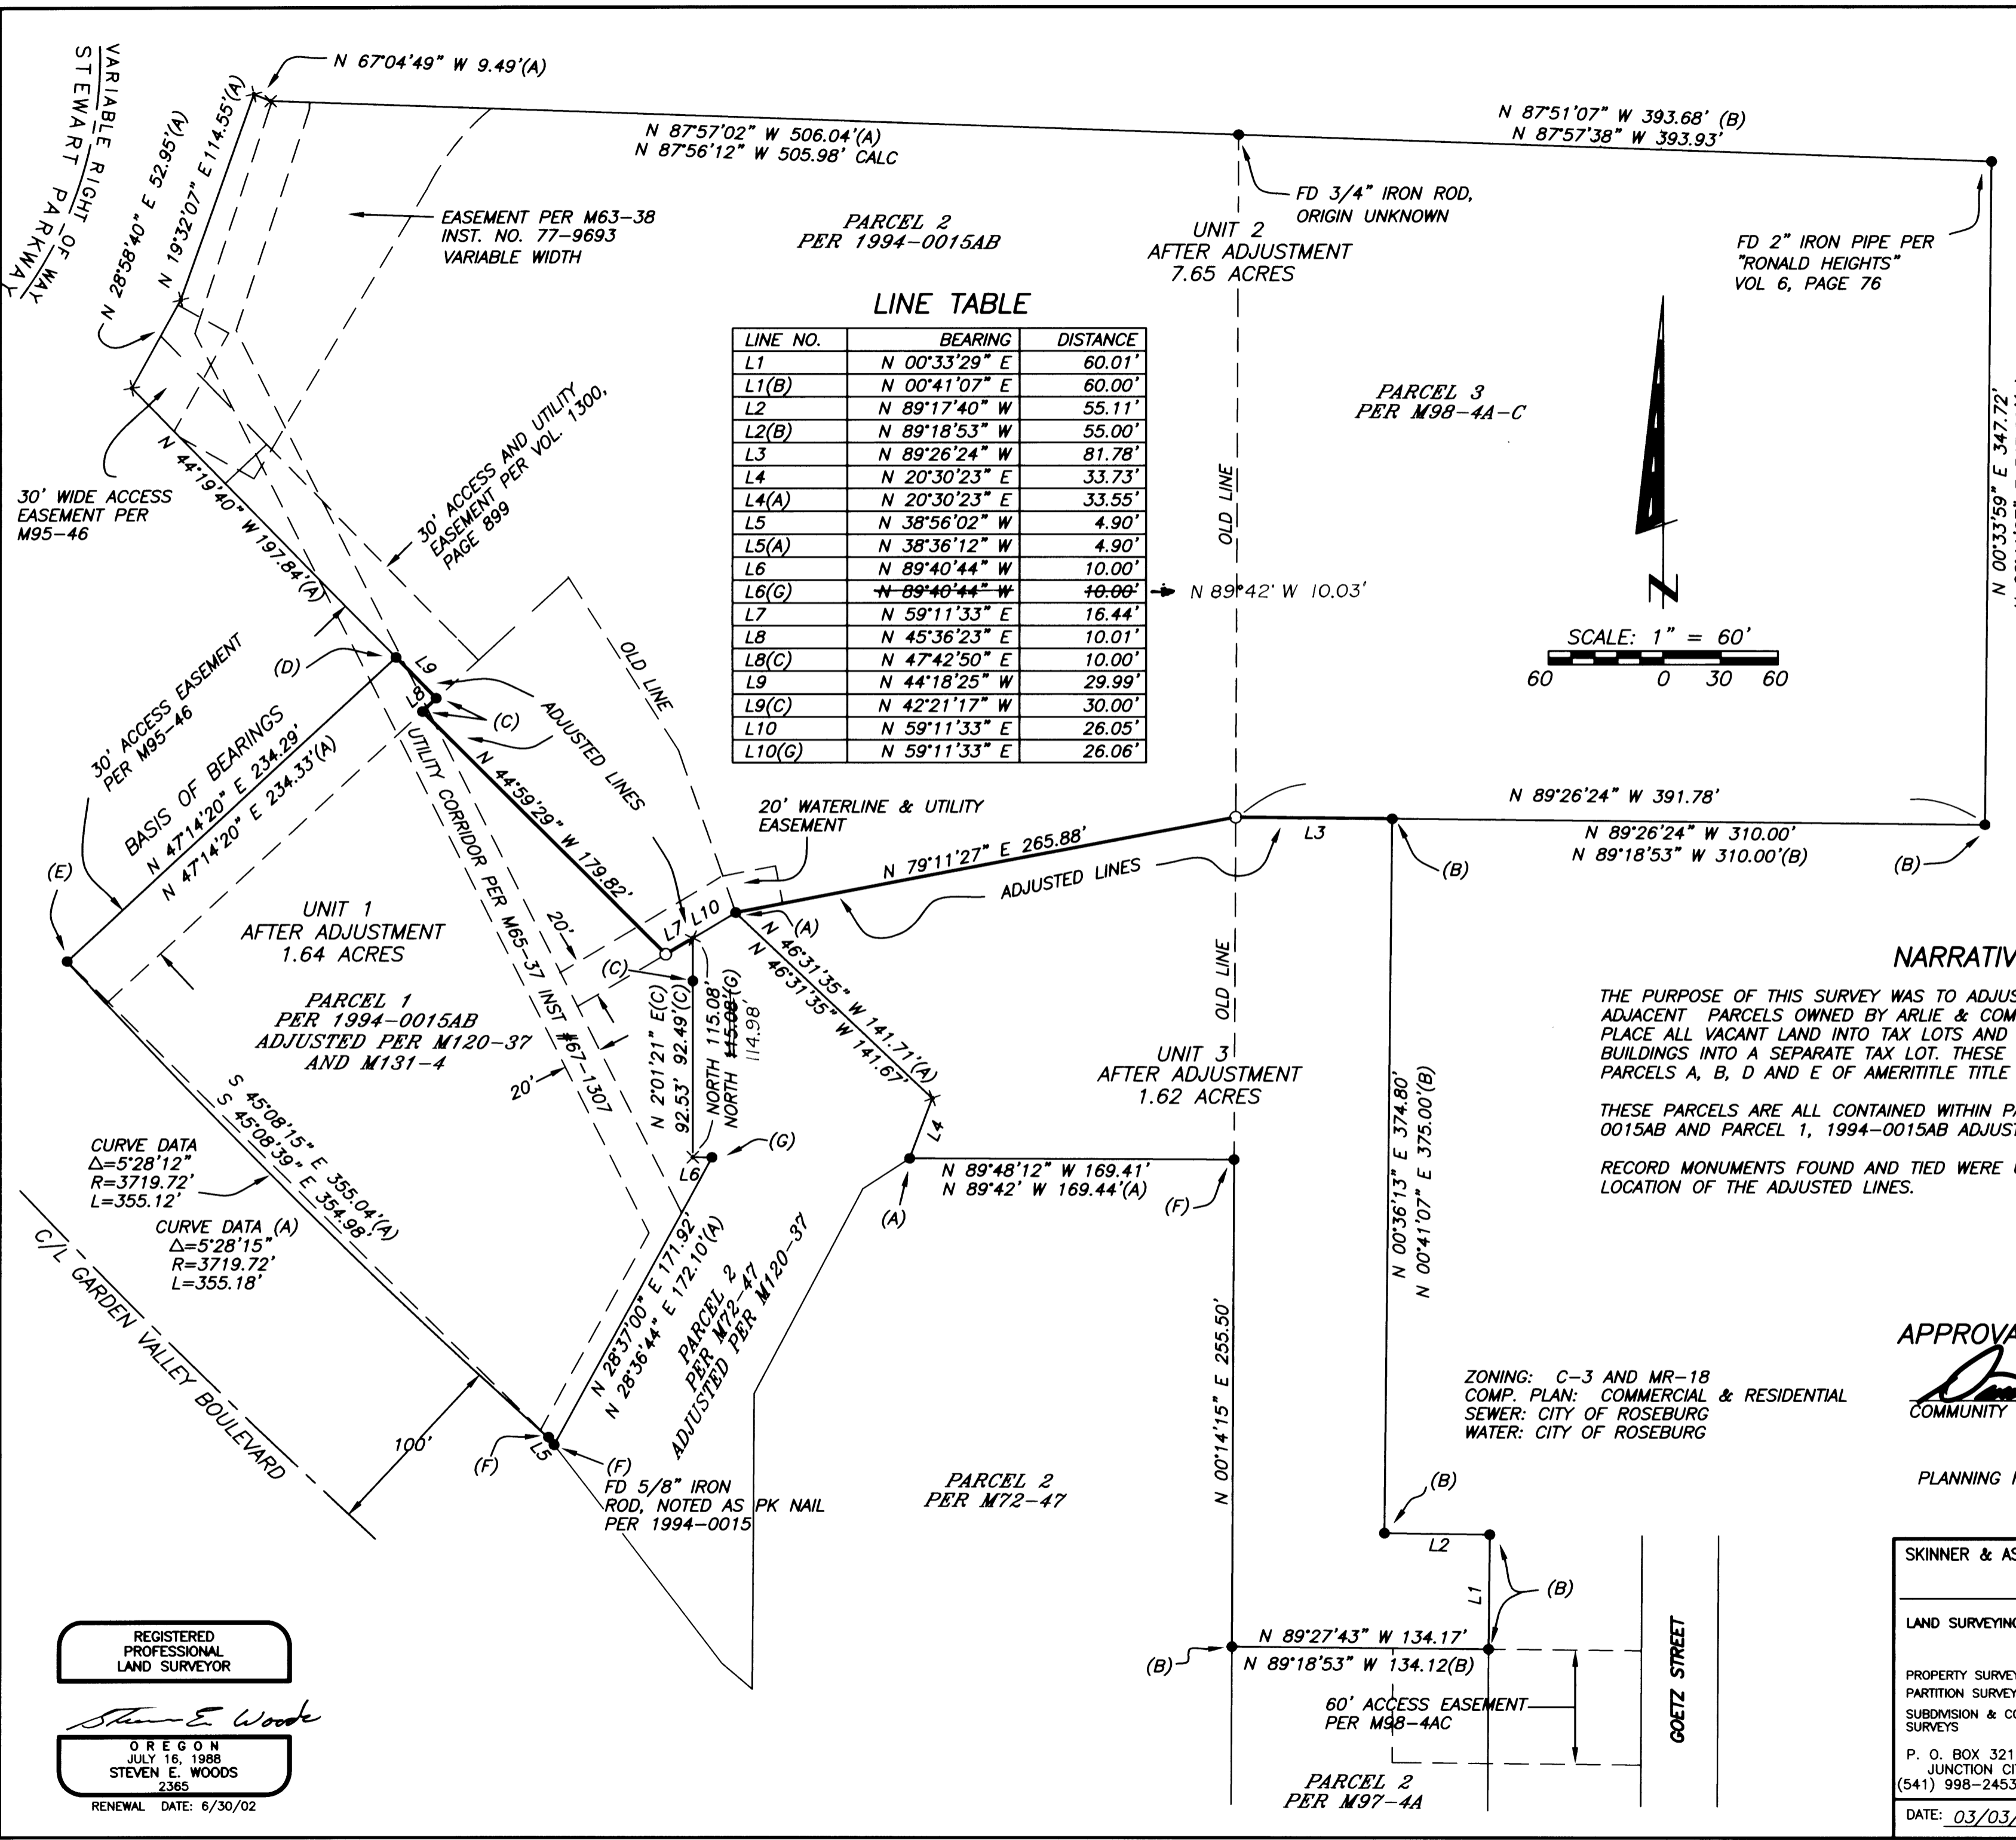 VARIABLE RIGHT OF WAY
STEWART PARKWAY
N 67°04'49" W 9.49'(A)
N 28°58'40" E 52.95'(A)
N 19°32'07" E 114.55'(A)
N 87°57'02" W 506.04'(A)
N 87°56'12" W 505.98' CALC
N 87°51'07" W 393.68' (B)
N 87°57'38" W 393.93'
FD 3/4" IRON ROD,
ORIGIN UNKNOWN
EASEMENT PER M63-38
INST. NO. 77-9693
VARIABLE WIDTH
PARCEL 2
PER 1994-0015AB
UNIT 2
AFTER ADJUSTMENT
7.65 ACRES
FD 2" IRON PIPE PER
"RONALD HEIGHTS"
VOL 6, PAGE 76
N 00°33'59" E 347.72'
LINE TABLE
LINE NO. BEARING DISTANCE
L1 N 00°33'29" E 60.01'
L1(B) N 00°41'07" E 60.00'
L2 N 89°17'40" W 55.11'
L2(B) N 89°18'53" W 55.00'
L3 N 89°26'24" W 81.78'
L4 N 20°30'23" E 33.73'
L4(A) N 20°30'23" E 33.55'
L5 N 38°56'02" W 4.90'
L5(A) N 38°36'12" W 4.90'
L6 N 89°40'44" W 10.00'
L6(G) N 89°40'44" W 10.00' N 89°42' W 10.03'
L7 N 59°11'33" E 16.44'
L8 N 45°36'23" E 10.01'
L8(C) N 47°42'50" E 10.00'
L9 N 44°18'25" W 29.99'
L9(C) N 42°21'17" W 30.00'
L10 N 59°11'33" E 26.05'
L10(G) N 59°11'33" E 26.06'
PARCEL 3
PER M98-4A-C
N
SCALE: 1" = 60'
60 0 30 60
OLD LINE
30' WIDE ACCESS
EASEMENT PER
M95-46
N 44°19'40" W 197.84'(A)
30' ACCESS AND UTILITY
EASEMENT PER VOL. 1300,
PAGE 899
OLD LINE
(D)
L9
L8
(C)
ADJUSTED LINES
30' ACCESS EASEMENT
PER M95-46
BASIS OF BEARINGS
N 47°14'20" E 234.29'
N 47°14'20" E 234.33'(A)
(E)
UTILITY CORRIDOR PER M65-37 INST #67-1307
N 44°59'29" W 179.82'
20' WATERLINE & UTILITY
EASEMENT
N 79°11'27" E 265.88'
ADJUSTED LINES
L3
N 89°26'24" W 391.78'
N 89°26'24" W 310.00'
N 89°18'53" W 310.00'(B)
(B)
(B)
UNIT 1
AFTER ADJUSTMENT
1.64 ACRES
PARCEL 1
PER 1994-0015AB
ADJUSTED PER M120-37
AND M131-4
20'
20'
L7
L10
(A)
(C)
N 2°01'21" E(C)
92.53' 92.49'(C)
NORTH 115.08'
NORTH 115.08'(G)
114.98'
N 46°31'35" W 141.71'(A)
N 46°31'35" W 141.67'
OLD LINE
L4
L6
(G)
UNIT 3
AFTER ADJUSTMENT
1.62 ACRES
N 89°48'12" W 169.41'
N 89°42' W 169.44'(A)
(A)
(F)
N 00°36'13" E 374.80'
N 00°41'07" E 375.00'(B)
NARRATIV
THE PURPOSE OF THIS SURVEY WAS TO ADJUS
ADJACENT PARCELS OWNED BY ARLIE & COM
PLACE ALL VACANT LAND INTO TAX LOTS AND
BUILDINGS INTO A SEPARATE TAX LOT. THESE
PARCELS A, B, D AND E OF AMERITITLE TITLE
THESE PARCELS ARE ALL CONTAINED WITHIN PA
0015AB AND PARCEL 1, 1994-0015AB ADJUST
RECORD MONUMENTS FOUND AND TIED WERE
LOCATION OF THE ADJUSTED LINES.
CURVE DATA
Δ=5°28'12"
R=3719.72'
L=355.12'
CURVE DATA (A)
Δ=5°28'15"
R=3719.72'
L=355.18'
S 45°08'15" E 355.04'(A)
S 45°08'39" E 354.98'
C/L GARDEN VALLEY BOULEVARD
100'
N 28°37'00" E 171.92'
N 28°36'44" E 172.10'(A)
PARCEL 2
PER M72-47
ADJUSTED PER M120-37
(F)
L5
(F)
FD 5/8" IRON
ROD, NOTED AS PK NAIL
PER 1994-0015
PARCEL 2
PER M72-47
N 00°14'15" E 255.50'
ZONING: C-3 AND MR-18
COMP. PLAN: COMMERCIAL & RESIDENTIAL
SEWER: CITY OF ROSEBURG
WATER: CITY OF ROSEBURG
APPROVA
COMMUNITY
PLANNING
(B)
L2
L1
(B)
N 89°27'43" W 134.17'
N 89°18'53" W 134.12(B)
(B)
60' ACCESS EASEMENT
PER M98-4AC
GOETZ STREET
PARCEL 2
PER M97-4A
REGISTERED
PROFESSIONAL
LAND SURVEYOR
Steven E. Woods
OREGON
JULY 16, 1988
STEVEN E. WOODS
2365
RENEWAL DATE: 6/30/02
SKINNER & AS
LAND SURVEYING
PROPERTY SURVEY
PARTITION SURVEY
SUBDIVISION & CO
SURVEYS
P. O. BOX 321
JUNCTION CI
(541) 998-2453
DATE: 03/03/